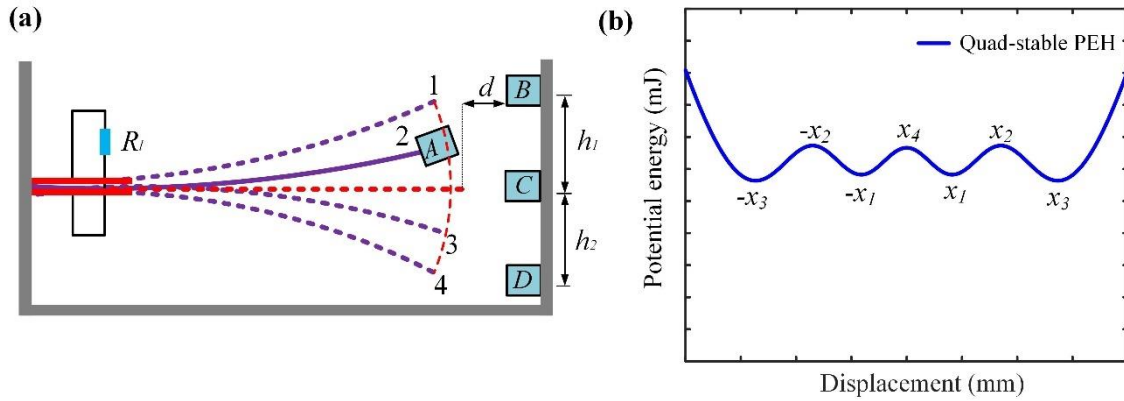 (a)
1
2
A
B
d
h1
R1
C
h2
3
4
D
(b)
Quad-stable PEH
Potential energy (mJ)
-x2
x4
x2
-x3
-x1
x1
x3
Displacement (mm)